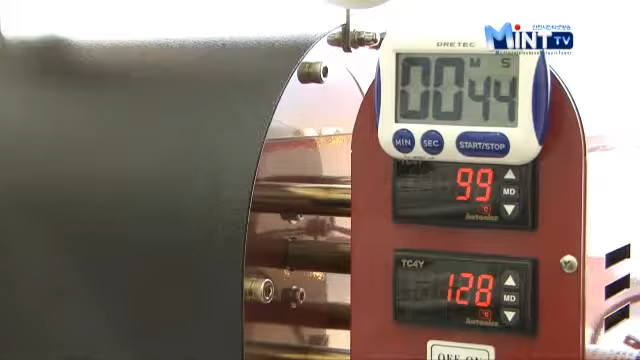 MINT TV
DRETEC
M S
00 44
MIN SEC START/STOP
99
MD
°C
Autonics
TC4Y
128
MD
°C
Autonics
OFF ON